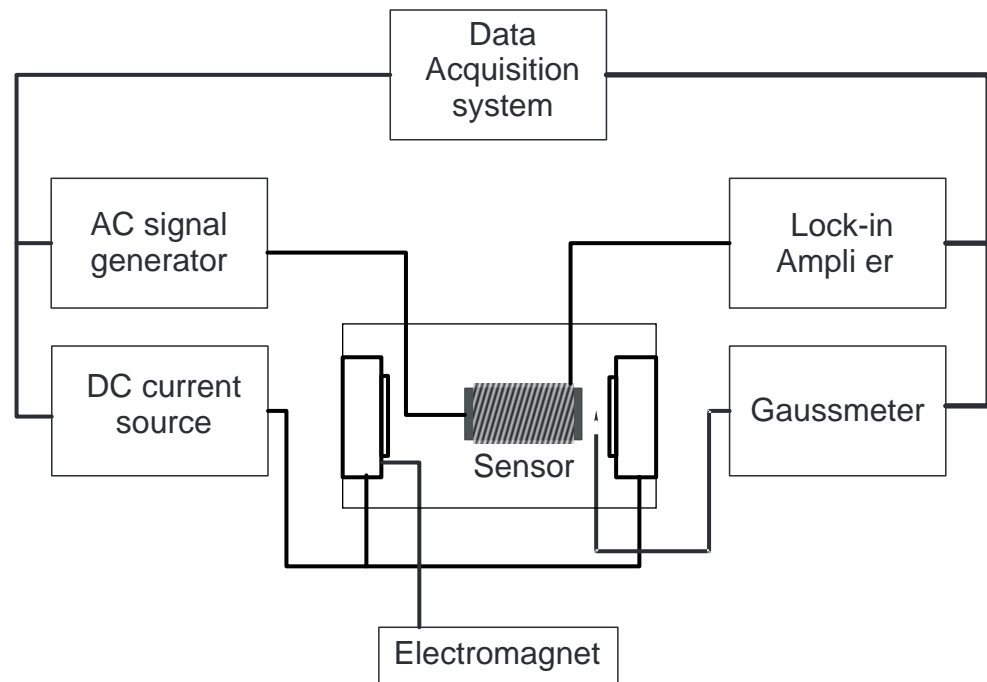 Data
Acquisition
system
AC signal
generator
Lock-in
Ampli er
DC current
source
Gaussmeter
Sensor
Electromagnet